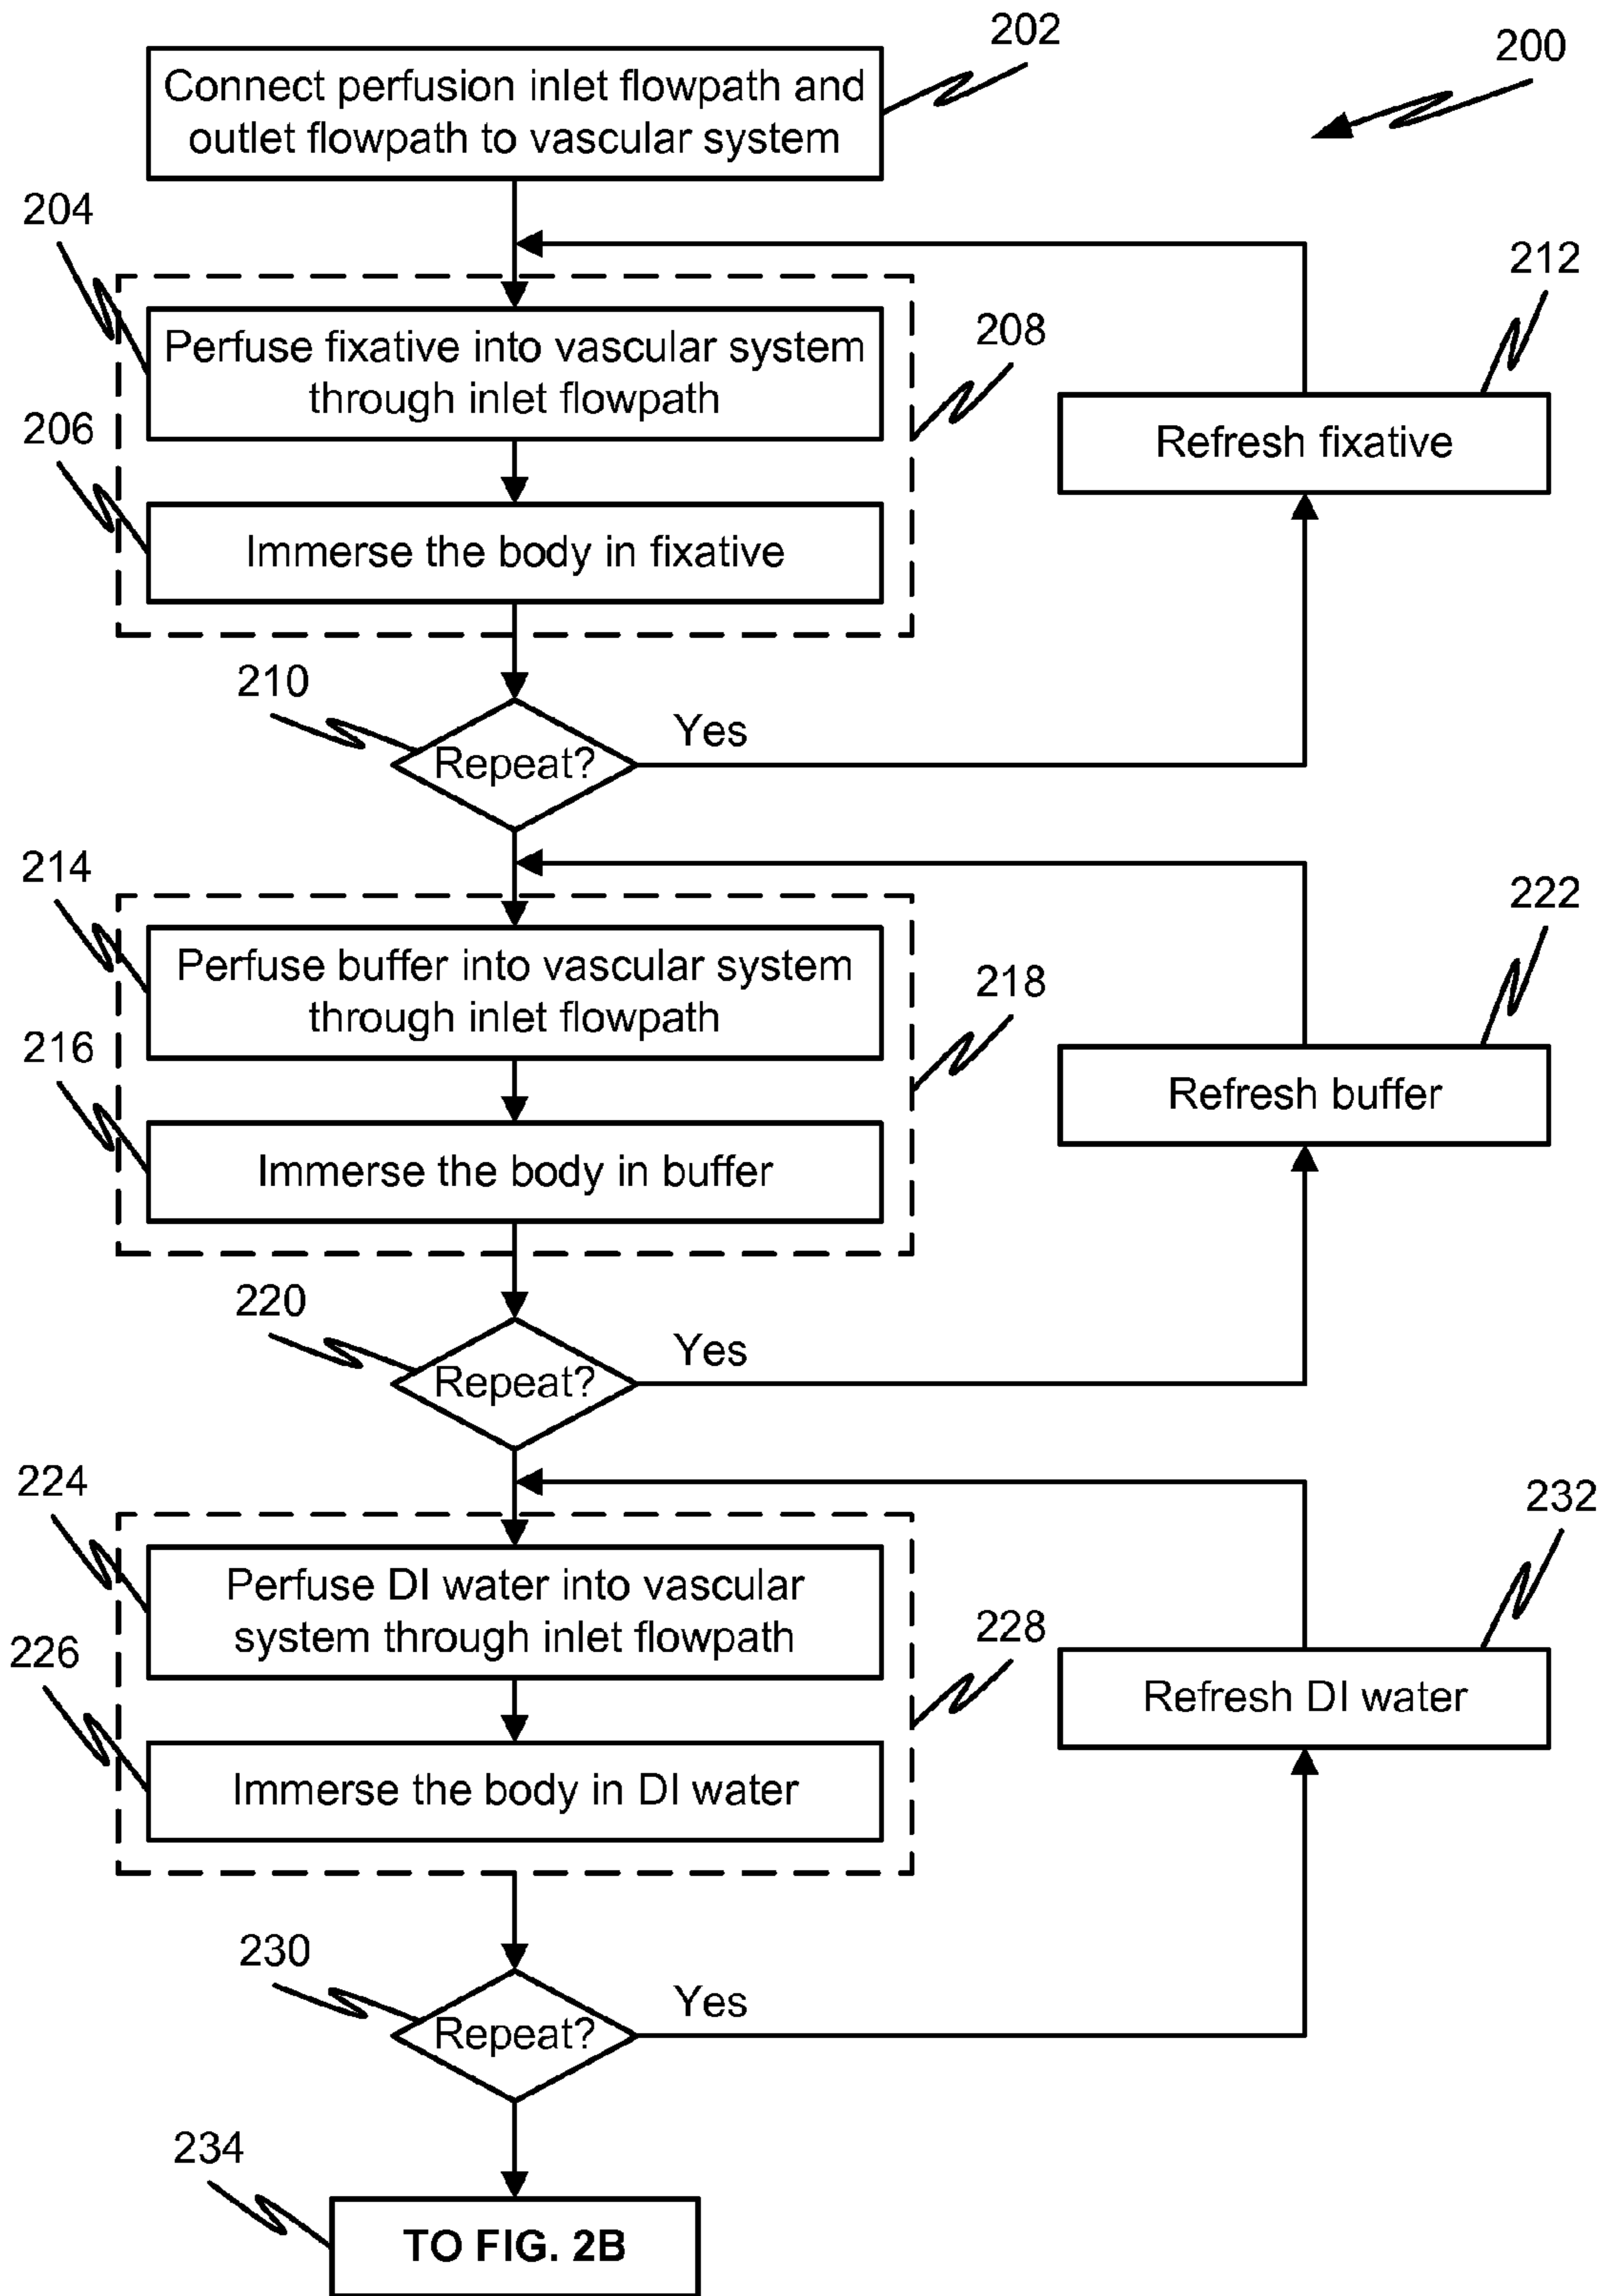 202
200
Connect perfusion inlet flowpath and
outlet flowpath to vascular system
204
212
208
Perfuse fixative into vascular system
through inlet flowpath
206
Refresh fixative
Immerse the body in fixative
210
Yes
Repeat?
214
222
218
Perfuse buffer into vascular system
through inlet flowpath
216
Refresh buffer
Immerse the body in buffer
220
Yes
Repeat?
224
232
Perfuse DI water into vascular
system through inlet flowpath
228
226
Refresh DI water
Immerse the body in DI water
230
Yes
Repeat?
234
TO FIG. 2B